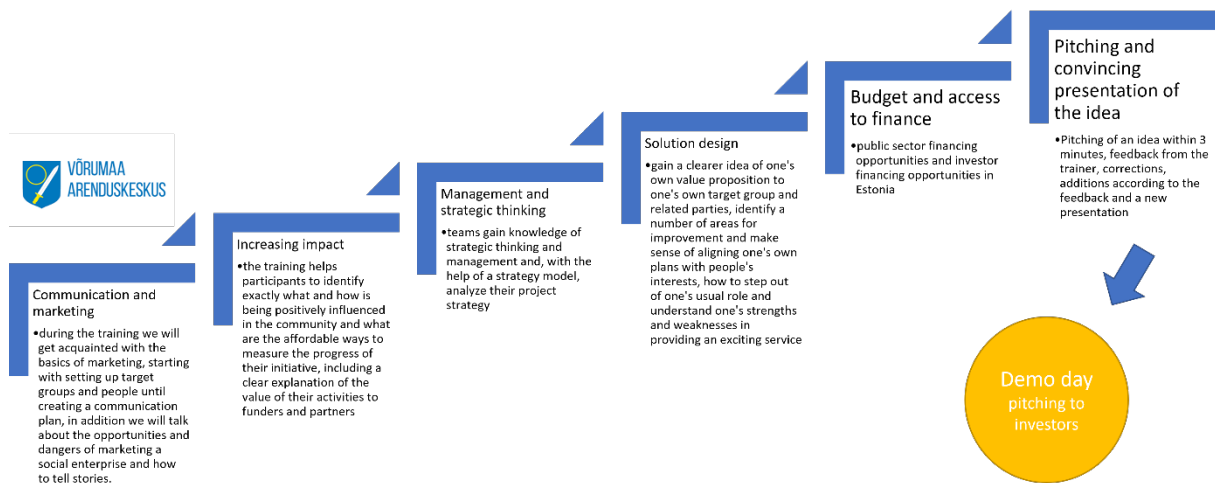 VÕRUMAA
ARENDUSKESKUS
Communication and
marketing
•during the training we will
get acquainted with the
basics of marketing, starting
with setting up target
groups and people until
creating a communication
plan, in addition we will talk
about the opportunities and
dangers of marketing a
social enterprise and how
to tell stories.
Increasing impact
•the training helps
participants to identify
exactly what and how is
being positively influenced
in the community and what
are the affordable ways to
measure the progress of
their initiative, including a
clear explanation of the
value of their activities to
funders and partners
Management and
strategic thinking
•teams gain knowledge of
strategic thinking and
management and, with the
help of a strategy model,
analyze their project
strategy
Solution design
•gain a clearer idea of one's
own value proposition to
one's own target group and
related parties, identify a
number of areas for
improvement and make
sense of aligning one's own
plans with people's
interests, how to step out
of one's usual role and
understand one's strengths
and weaknesses in
providing an exciting service
Budget and access
to finance
•public sector financing
opportunities and investor
financing opportunities in
Estonia
Pitching and
convincing
presentation of
the idea
•Pitching of an idea within 3
minutes, feedback from the
trainer, corrections,
additions according to the
feedback and a new
presentation
Demo day
pitching to
investors